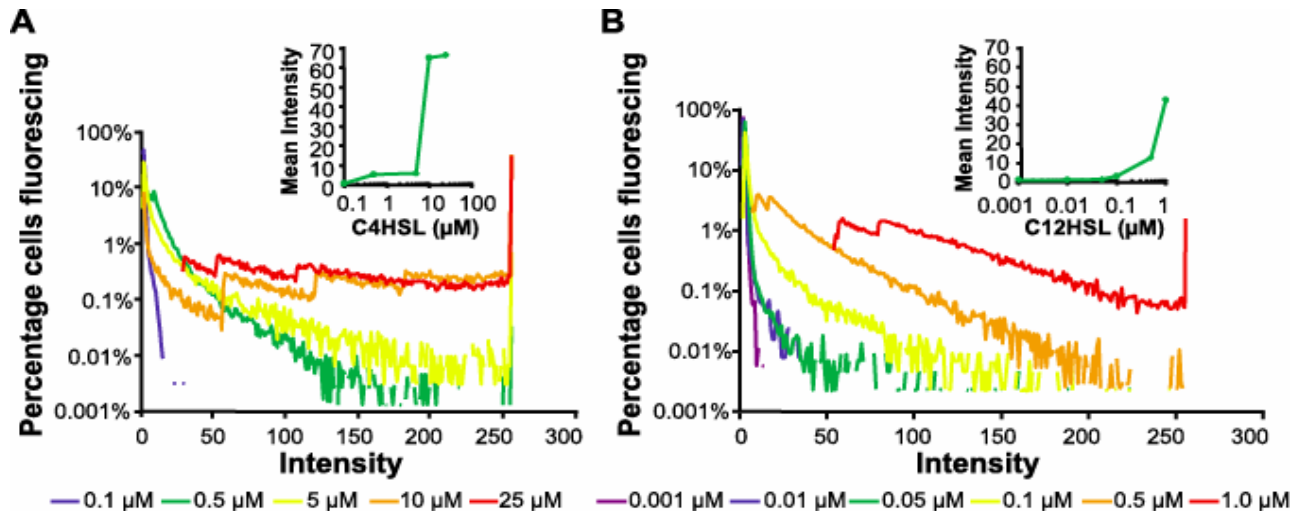 A
Percentage cells fluorescing
100%
10%
1%
0.1%
0.01%
0.001%
0 50 100 150 200 250 300
Intensity
Mean Intensity
70
60
50
40
30
20
10
0
0.1 1 10 100
C4HSL (µM)
0.1 µM 0.5 µM 5 µM 10 µM 25 µM
B
Percentage cells fluorescing
100%
10%
1%
0.1%
0.01%
0.001%
0 50 100 150 200 250 300
Intensity
Mean Intensity
70
60
50
40
30
20
10
0
0.001 0.01 0.1 1
C12HSL (µM)
0.001 µM 0.01 µM 0.05 µM 0.1 µM 0.5 µM 1.0 µM